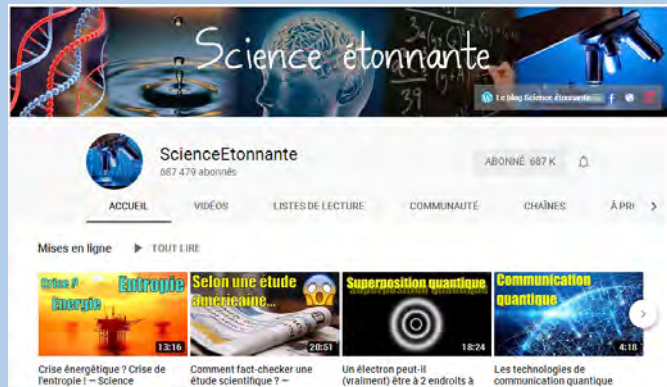 Science étonnante
Le blog Science étonnante
ScienceEtonnante
687 479 abonnés
ABONNÉ 687 K
ACCUEIL VIDÉOS LISTES DE LECTURE COMMUNAUTÉ CHAÎNES À PR
Mises en ligne TOUT LIRE
Crise ≠ Entropie
Energie
13:16
Selon une étude
américaine...
20:51
Superposition quantique
18:24
Communication
quantique
4:18
Crise énergétique ? Crise de
l'entropie ! – Science
Comment fact-checker une
étude scientifique ? –
Un électron peut-il
(vraiment) être à 2 endroits à
Les technologies de
communication quantique